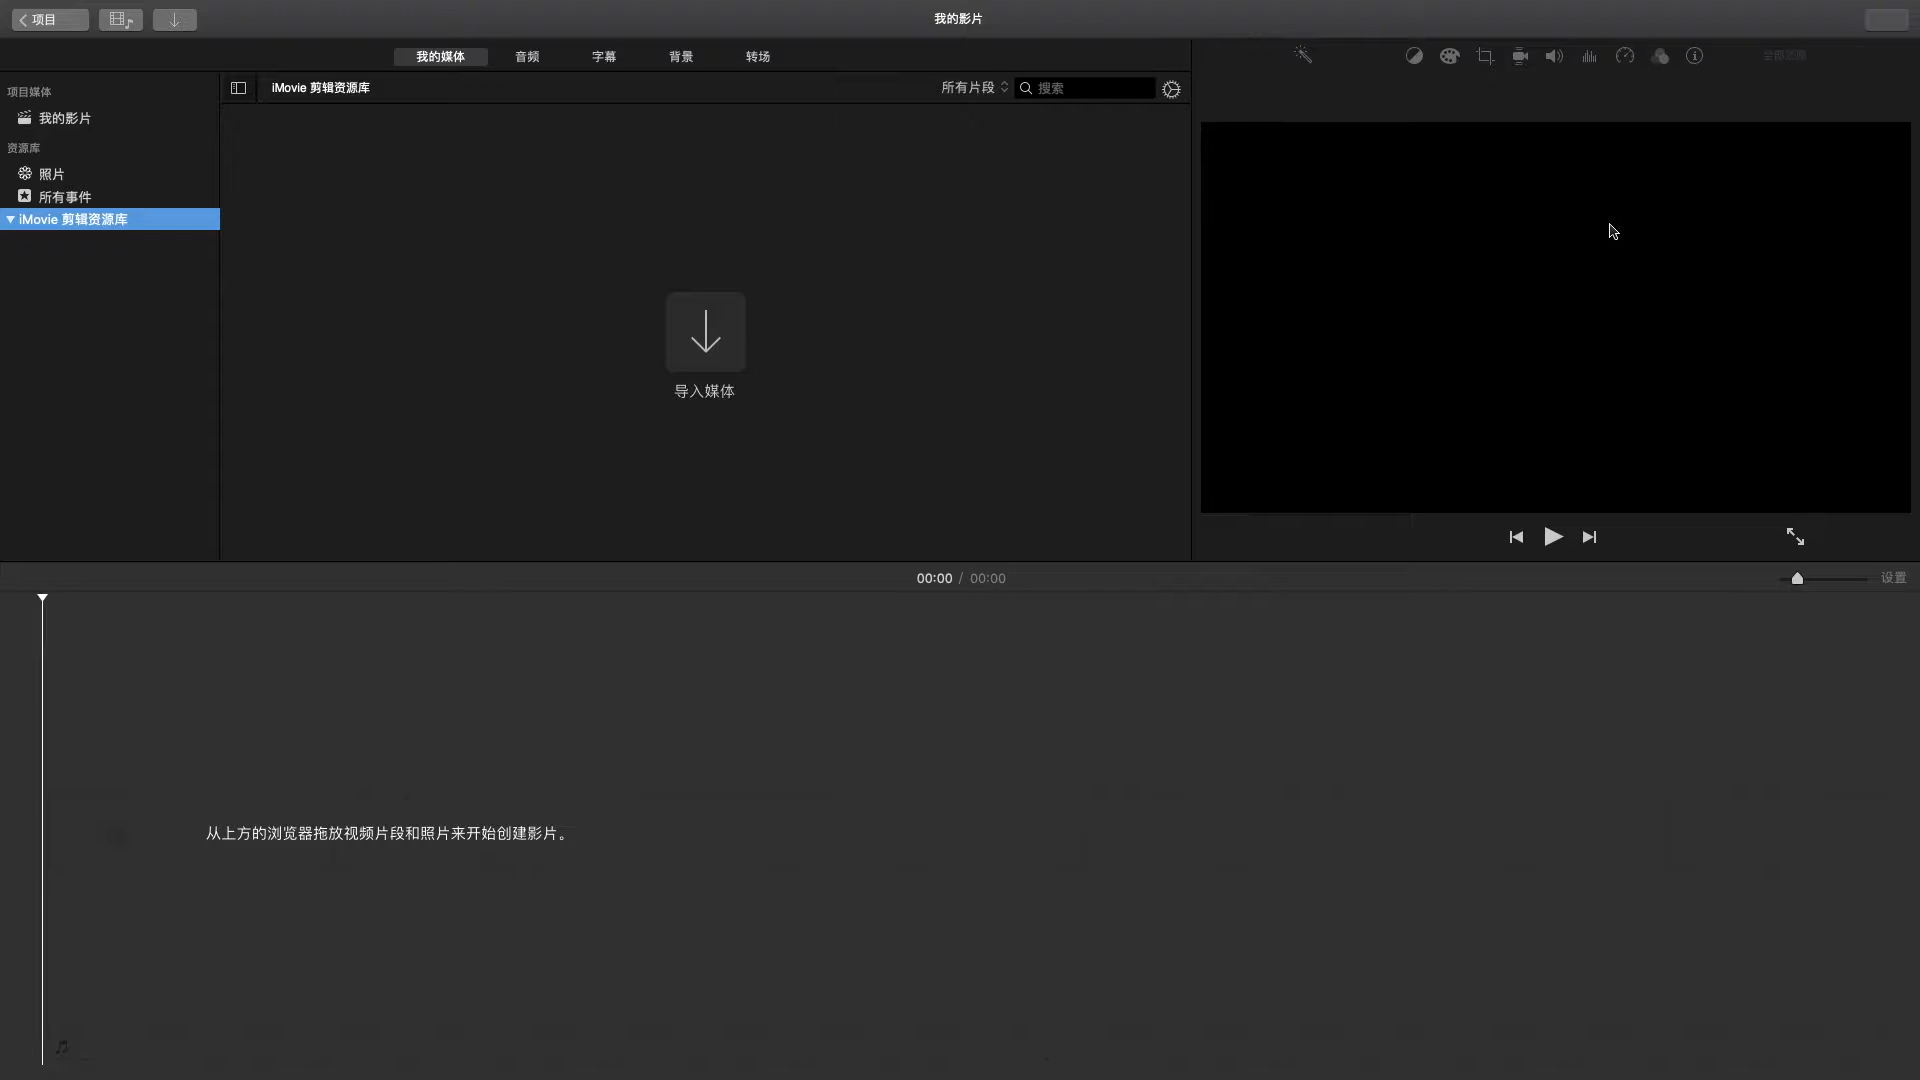 项目
我的影片
我的媒体 音频 字幕 背景 转场
项目媒体
iMovie 剪辑资源库 所有片段 搜索
我的影片
资源库
照片
所有事件
iMovie 剪辑资源库
导入媒体
00:00 / 00:00 设置
从上方的浏览器拖放视频片段和照片来开始创建影片。